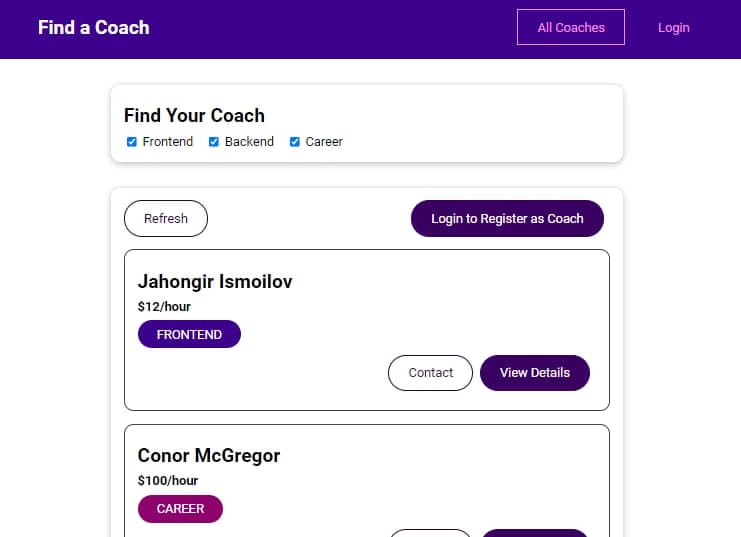 Find a Coach
All Coaches
Login
Find Your Coach
Frontend Backend Career
Refresh
Login to Register as Coach
Jahongir Ismoilov
$12/hour
FRONTEND
Contact
View Details
Conor McGregor
$100/hour
CAREER